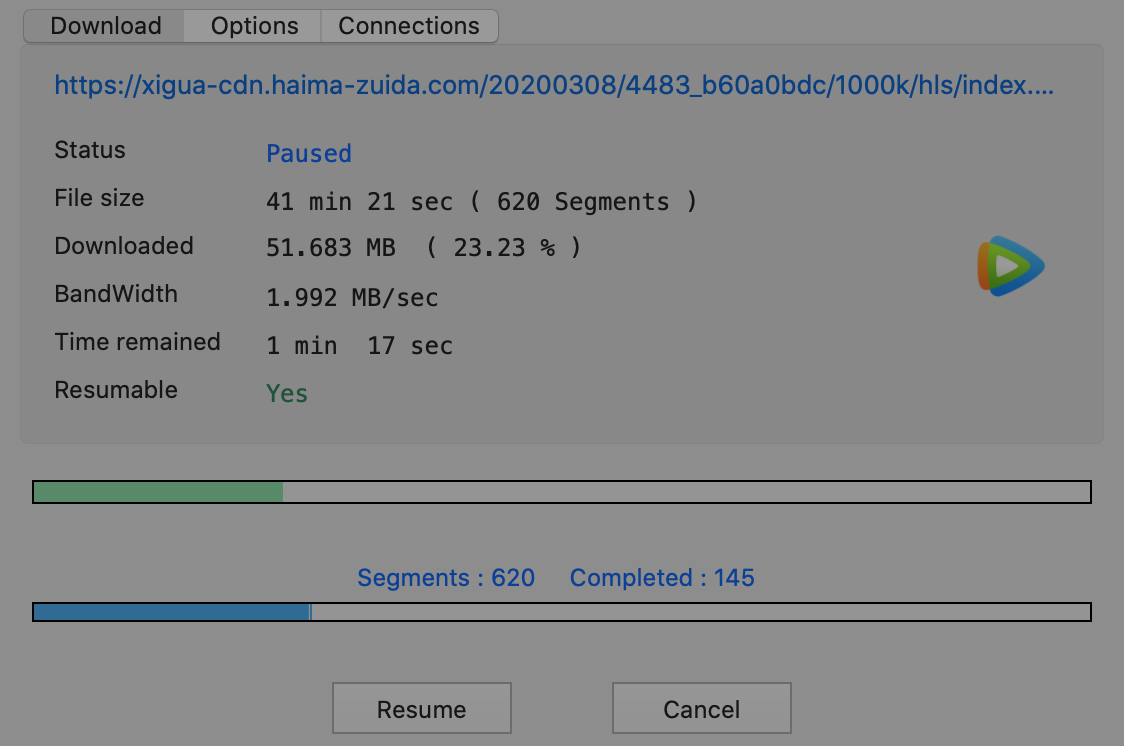 Download Options Connections
https://xigua-cdn.haima-zuida.com/20200308/4483_b60a0bdc/1000k/hls/index....
Status Paused
File size 41 min 21 sec ( 620 Segments )
Downloaded 51.683 MB ( 23.23 % )
BandWidth 1.992 MB/sec
Time remained 1 min 17 sec
Resumable Yes
Segments : 620 Completed : 145
Resume Cancel